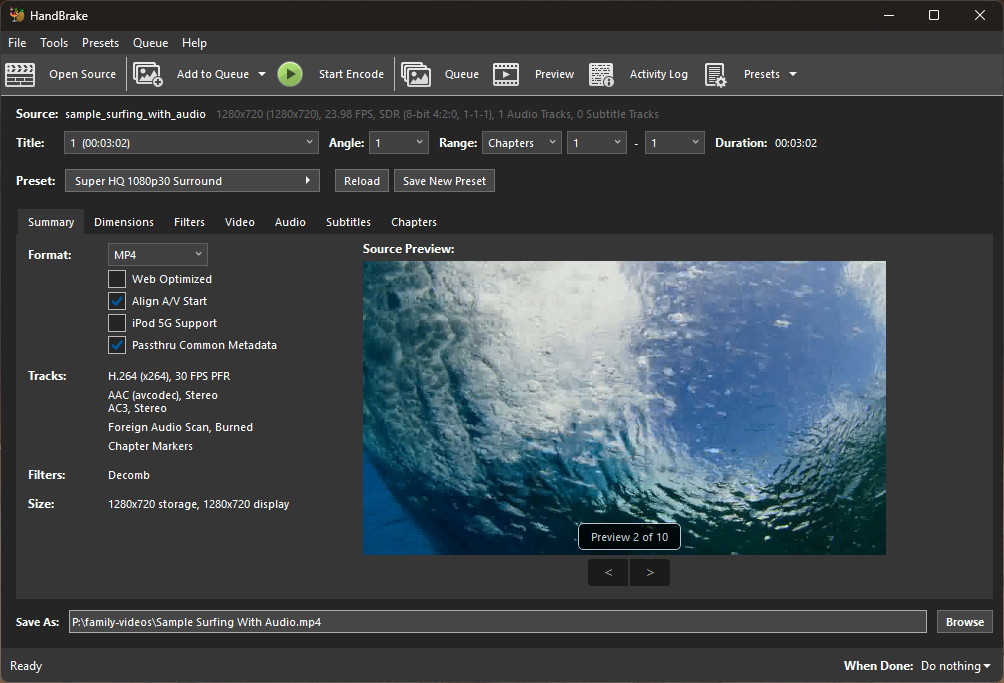 HandBrake
File Tools Presets Queue Help
Open Source Add to Queue Start Encode Queue Preview Activity Log Presets
Source: sample_surfing_with_audio 1280x720 (1280x720), 23.98 FPS, SDR (8-bit 4:2:0, 1-1-1), 1 Audio Tracks, 0 Subtitle Tracks
Title: 1 (00:03:02) Angle: 1 Range: Chapters 1 - 1 Duration: 00:03:02
Preset: Super HQ 1080p30 Surround Reload Save New Preset
Summary Dimensions Filters Video Audio Subtitles Chapters
Format: MP4
Web Optimized
Align A/V Start
iPod 5G Support
Passthru Common Metadata
Tracks: H.264 (x264), 30 FPS PFR
AAC (avcodec), Stereo
AC3, Stereo
Foreign Audio Scan, Burned
Chapter Markers
Filters: Decomb
Size: 1280x720 storage, 1280x720 display
Source Preview:
Preview 2 of 10
< >
Save As: P:\family-videos\Sample Surfing With Audio.mp4 Browse
Ready When Done: Do nothing